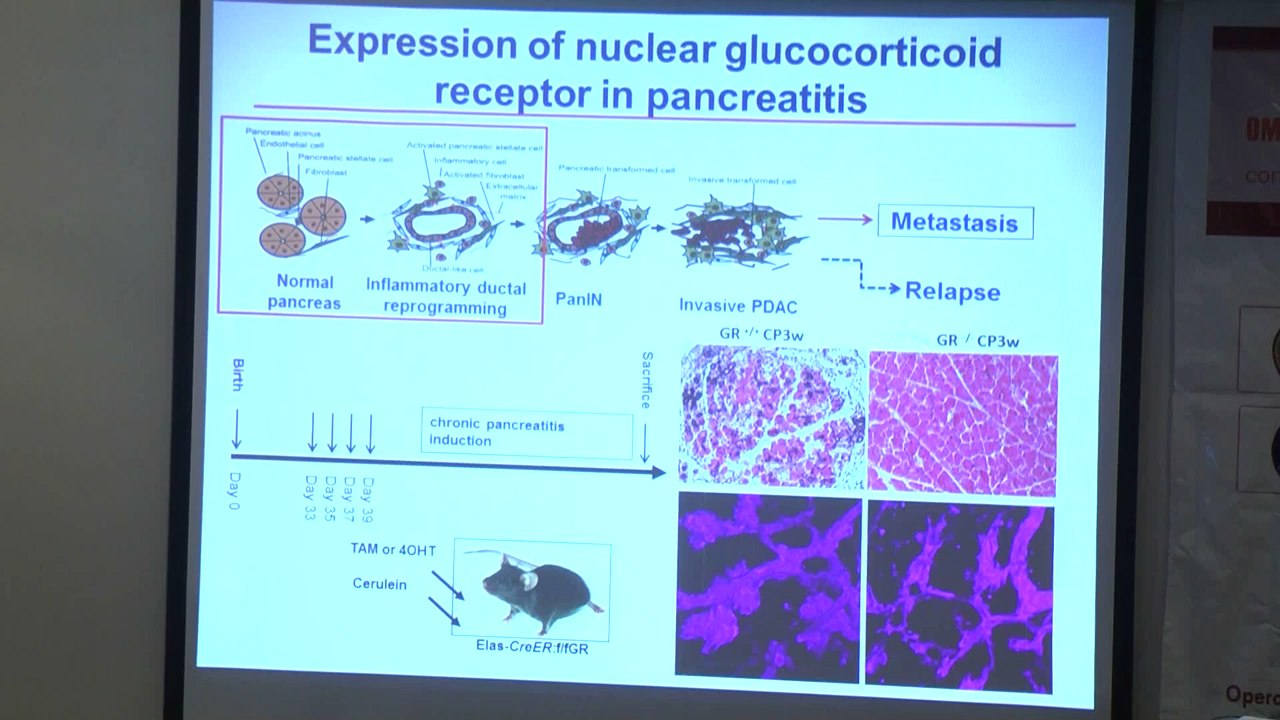 Expression of nuclear glucocorticoid
receptor in pancreatitis
Pancreatic acinus
Endothelial cell
Pancreatic stellate cell
Fibroblast
Activated pancreatic stellate cell
Inflammatory cell
Activated fibroblast
Extracellular
matrix
Ductal-like cell
Pancreatic transformed cell
Invasive transformed cell
Normal
pancreas
Inflammatory ductal
reprogramming
PanIN
Invasive PDAC
Metastasis
Relapse
GR +/+ CP3w
GR / CP3w
Birth
Sacrifice
chronic pancreatitis
induction
Day 0
Day 33
Day 35
Day 37
Day 39
TAM or 4OHT
Cerulein
Elas-CreER:f/fGR